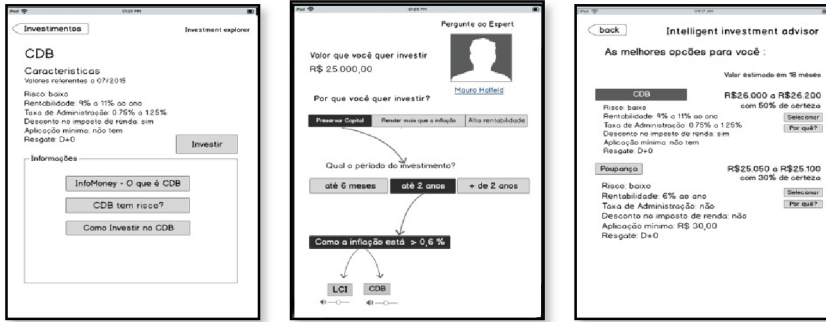 Investimentos
Investment explorer
CDB
Características
Valores referentes a 07/2015
Risco: baixo
Rentabilidade: 9% a 11% ao ano
Taxa de Administração: 0.75% a 1.25%
Desconto no imposto de renda: sim
Aplicação mínima: não tem
Resgate: D+0
Investir
Informações
InfoMoney - O que é CDB
CDB tem risco?
Como Investir no CDB
Pergunte ao Expert
Valor que você quer investir
R$ 25.000,00
Mauro Halfeld
Por que você quer investir?
Preservar Capital
Render mais que a inflação
Alta rentabilidade
Qual o período do investimento?
até 6 meses
até 2 anos
+ de 2 anos
Como a inflação está > 0,6 %
LCI
CDB
back
Intelligent investment advisor
As melhores opções para você :
Valor estimado em 18 meses
CDB
R$26.000 a R$26.200
com 50% de certeza
Risco: baixo
Rentabilidade: 9% a 11% ao ano
Taxa de Administração: 0.75% a 1.25%
Desconto no imposto de renda: sim
Aplicação mínima: não tem
Resgate: D+0
Selecionar
Por quê?
Poupança
R$25.050 a R$25.100
com 30% de certeza
Risco: baixo
Rentabilidade: 6% ao ano
Taxa de Administração: não
Desconto no imposto de renda: não
Aplicação mínima: R$ 30,00
Resgate: D+0
Selecionar
Por quê?